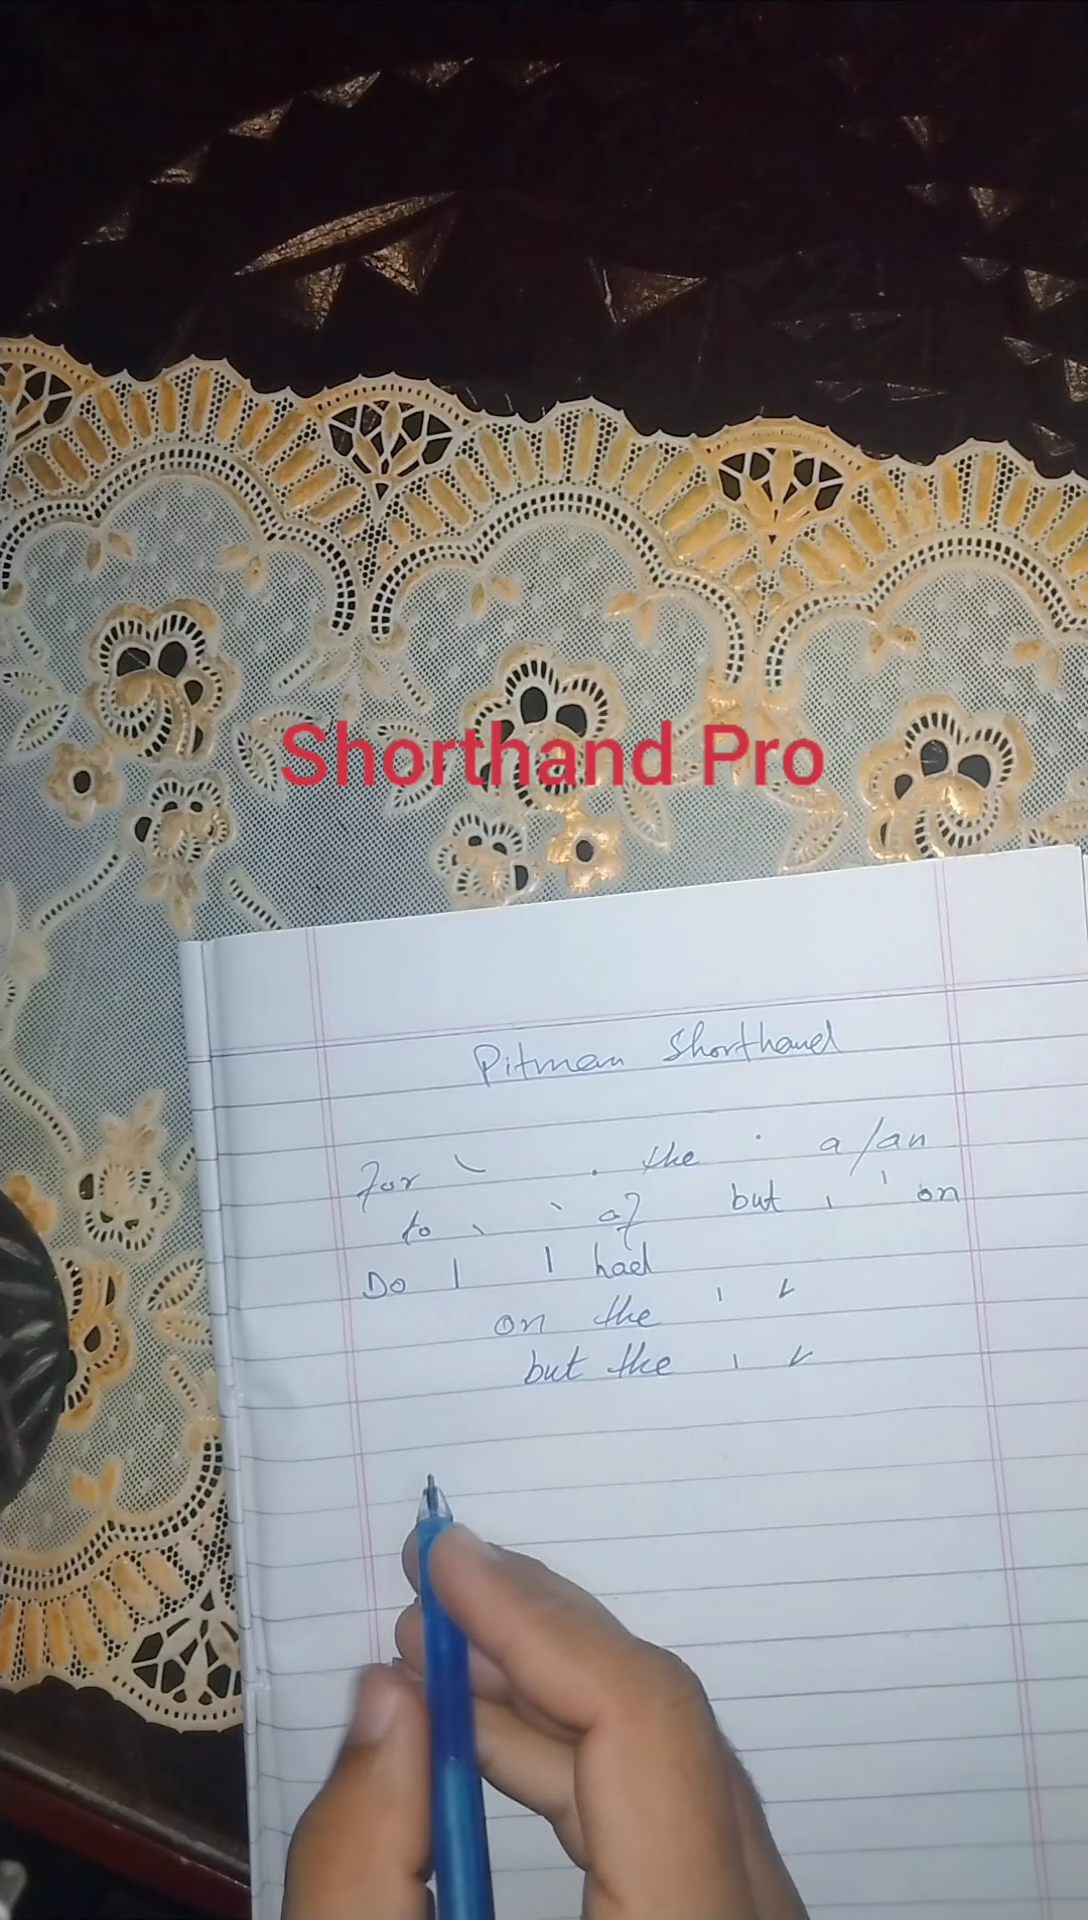 Shorthand Pro
Pitman Shorthand
For the a/an
to of but on
Do had
on the
but the